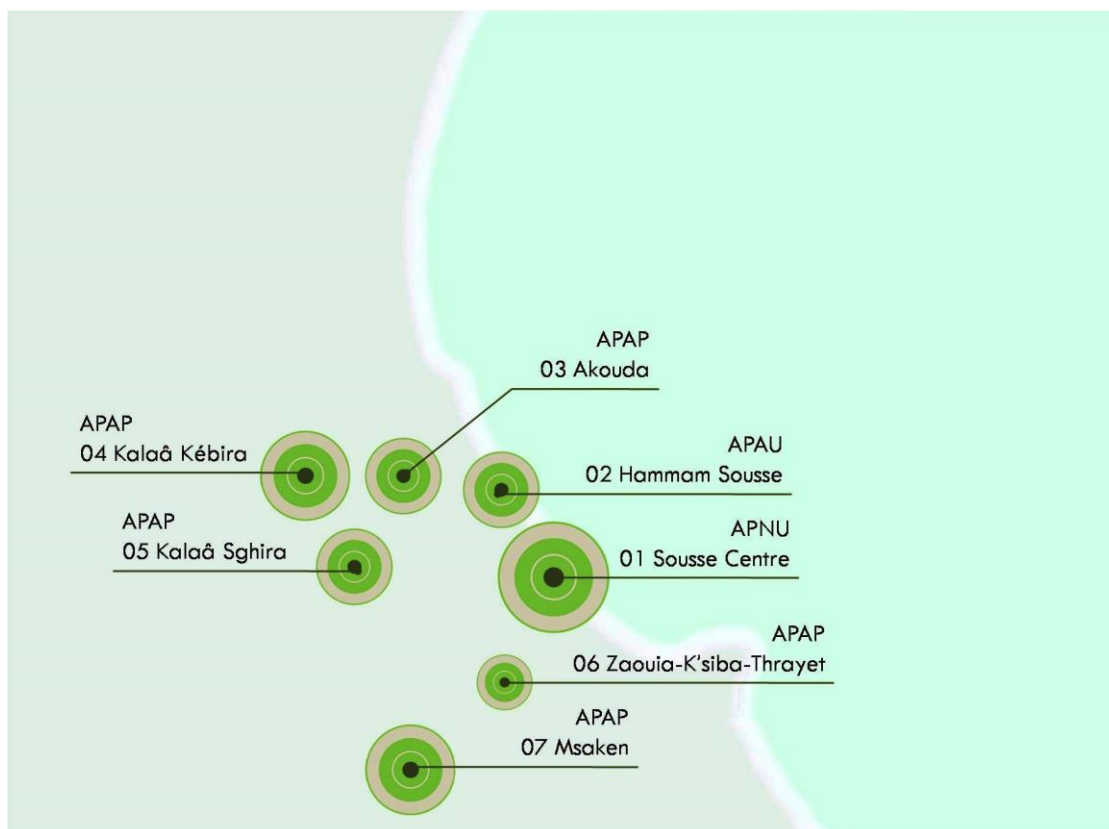 APAP
03 Akouda
APAP
04 Kalaâ Kébira
APAU
02 Hammam Sousse
APAP
05 Kalaâ Sghira
APNU
01 Sousse Centre
APAP
06 Zaouia-K'siba-Thrayet
APAP
07 Msaken